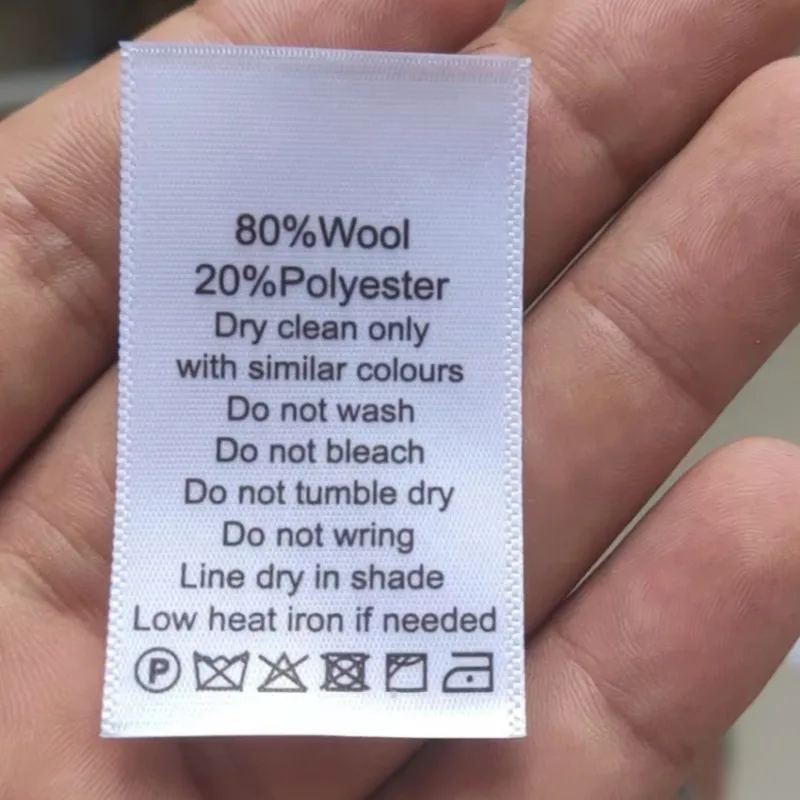 80%Wool
20%Polyester
Dry clean only
with similar colours
Do not wash
Do not bleach
Do not tumble dry
Do not wring
Line dry in shade
Low heat iron if needed
P